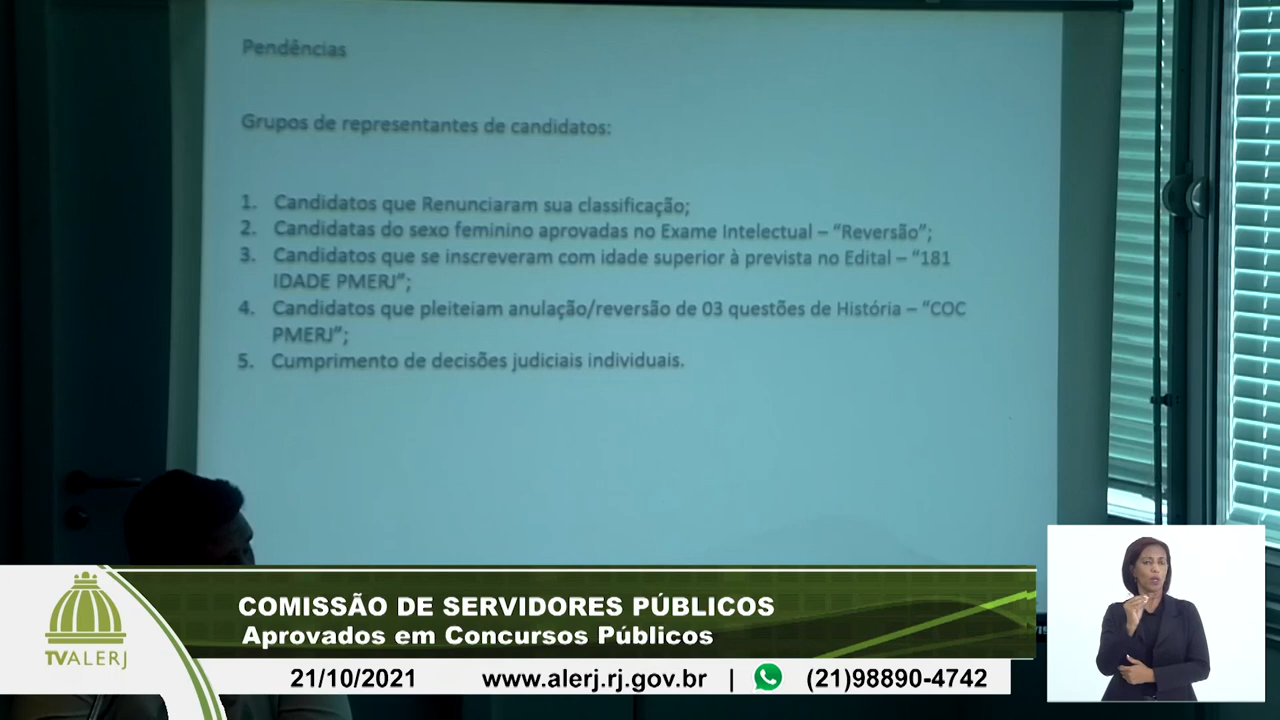 Pendências
Grupos de representantes de candidatos:
1. Candidatos que Renunciaram sua classificação;
2. Candidatas do sexo feminino aprovadas no Exame Intelectual – “Reversão”;
3. Candidatos que se inscreveram com idade superior à prevista no Edital – “181
IDADE PMERJ”;
4. Candidatos que pleiteiam anulação/reversão de 03 questões de História – “COC
PMERJ”;
5. Cumprimento de decisões judiciais individuais.
COMISSÃO DE SERVIDORES PÚBLICOS
Aprovados em Concursos Públicos
TVALERJ
21/10/2021 www.alerj.rj.gov.br | (21)98890-4742